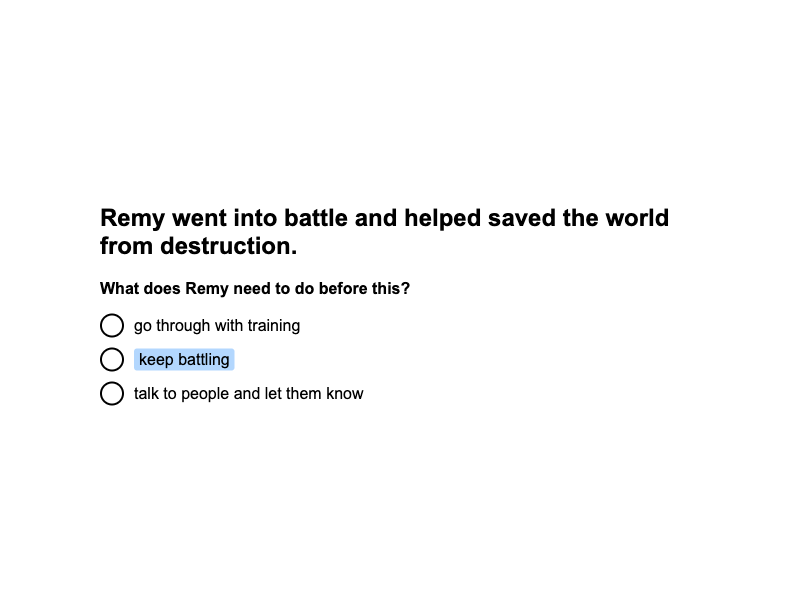 Remy went into battle and helped saved the world
from destruction.
What does Remy need to do before this?
go through with training
keep battling
talk to people and let them know